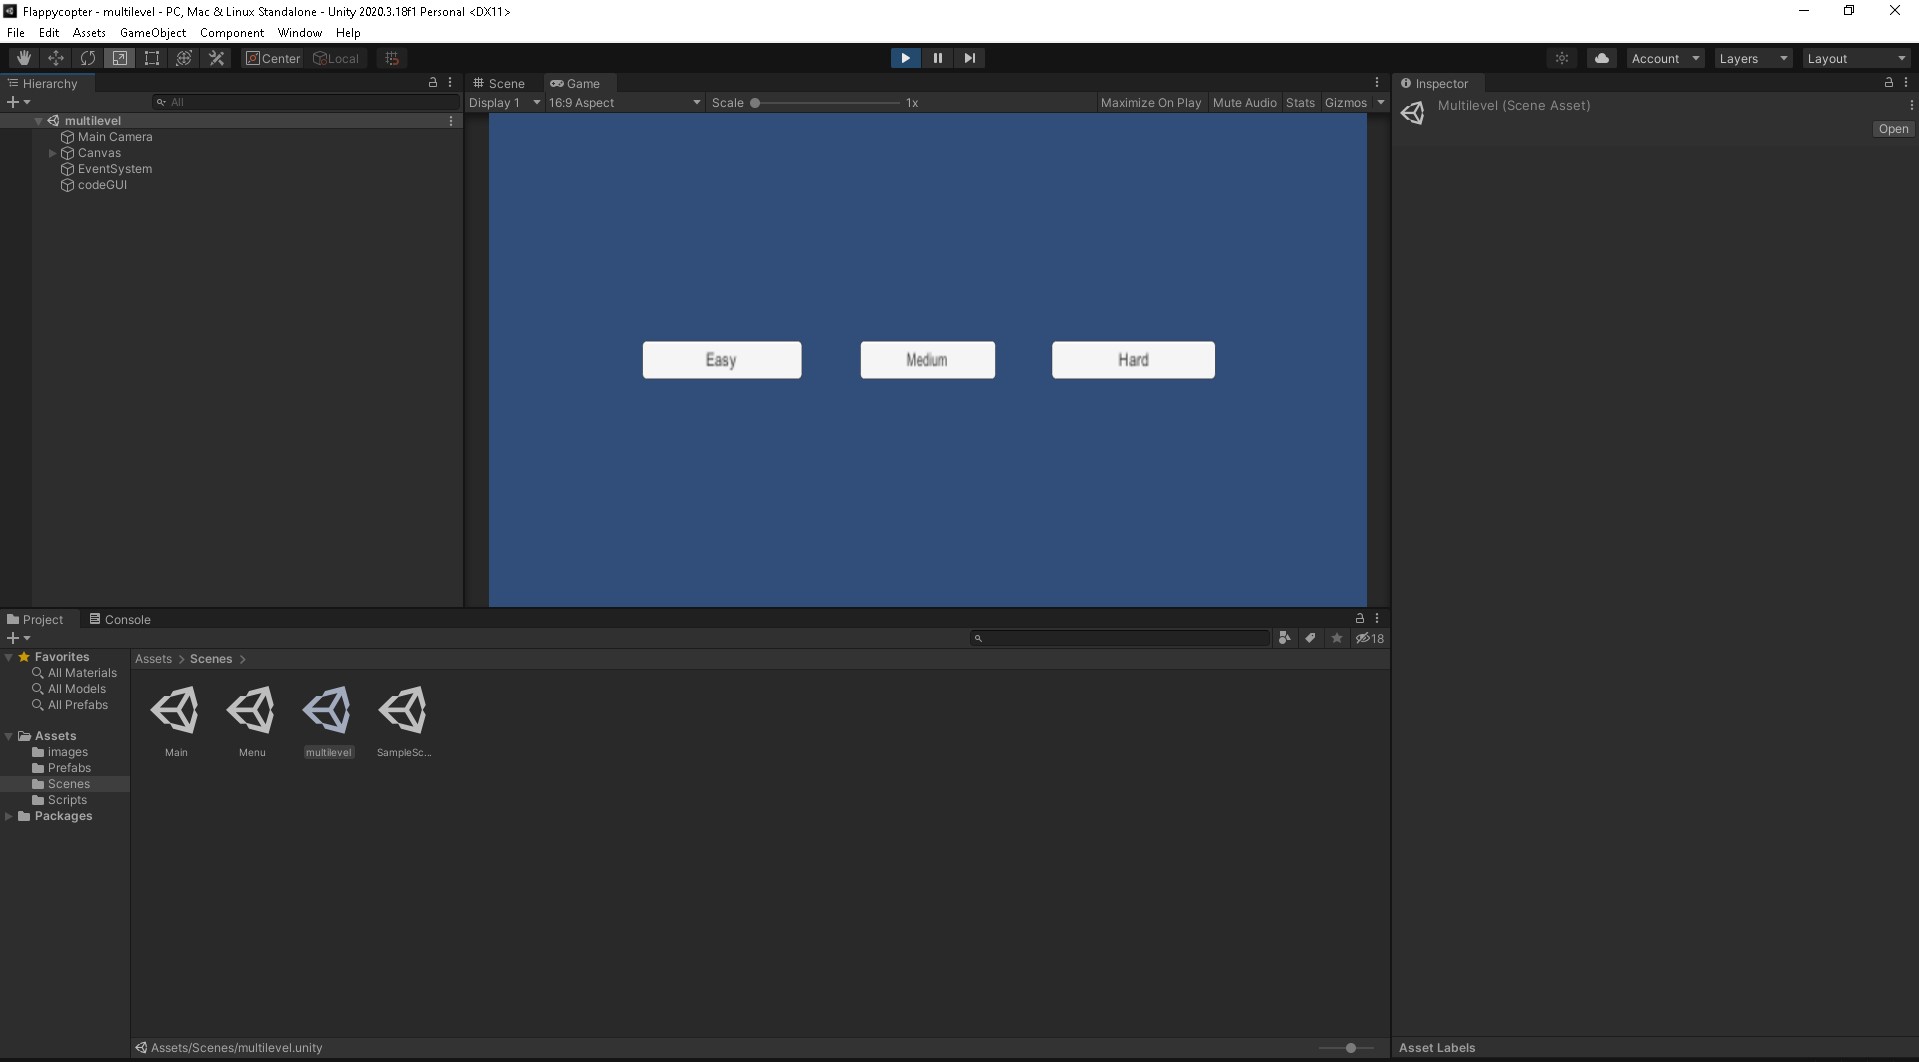 Flappycopter - multilevel - PC, Mac & Linux Standalone - Unity 2020.3.18f1 Personal <DX11>
File Edit Assets GameObject Component Window Help
Center Local Account Layers Layout
Hierarchy
All
multilevel
Main Camera
Canvas
EventSystem
codeGUI
Scene Game
Display 1 16:9 Aspect Scale 1x Maximize On Play Mute Audio Stats Gizmos
Easy Medium Hard
Inspector
Multilevel (Scene Asset)
Open
Project Console
18
Favorites
All Materials
All Models
All Prefabs
Assets
images
Prefabs
Scenes
Scripts
Packages
Assets > Scenes >
Main Menu multilevel SampleSc...
Assets/Scenes/multilevel.unity
Asset Labels